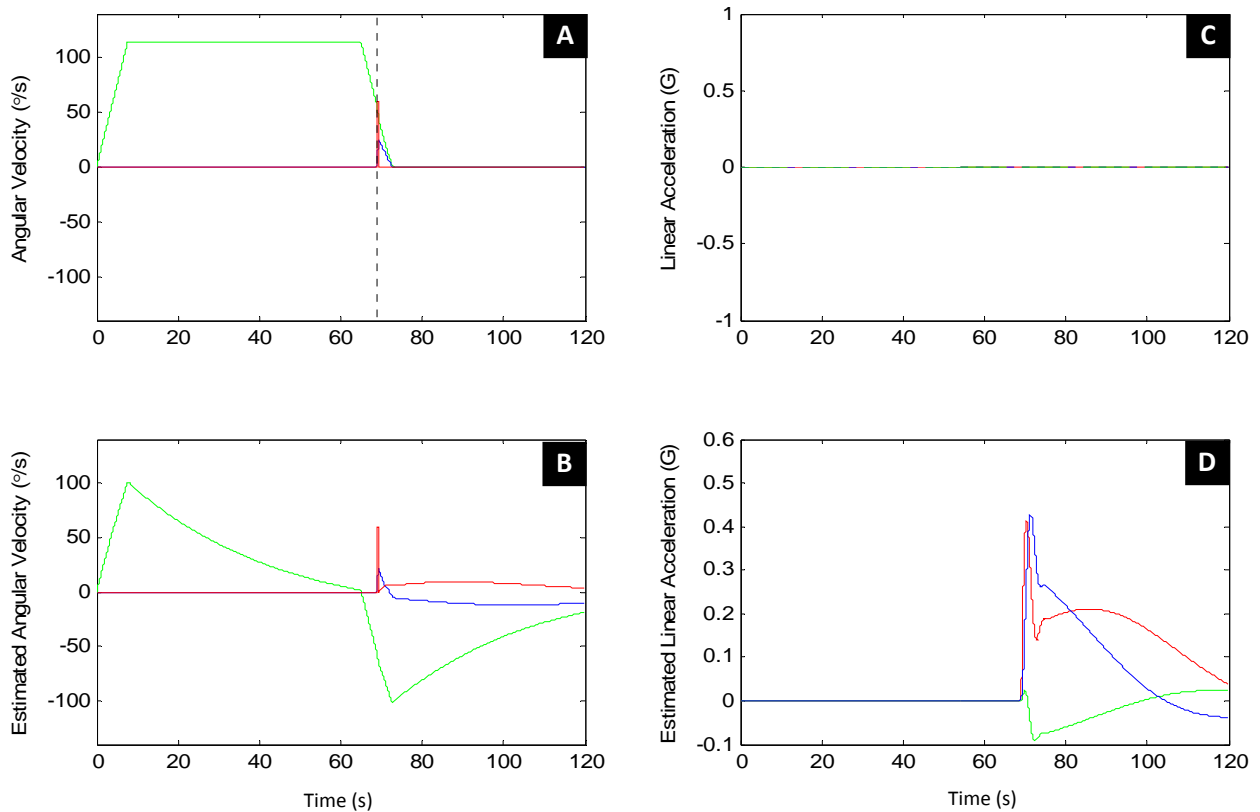 A
Angular Velocity (°/s)
100
50
0
-50
-100
0 20 40 60 80 100 120
C
Linear Acceleration (G)
1
0.5
0
-0.5
-1
0 20 40 60 80 100 120
B
Estimated Angular Velocity (°/s)
100
50
0
-50
-100
0 20 40 60 80 100 120
Time (s)
D
Estimated Linear Acceleration (G)
0.6
0.5
0.4
0.3
0.2
0.1
0
-0.1
0 20 40 60 80 100 120
Time (s)